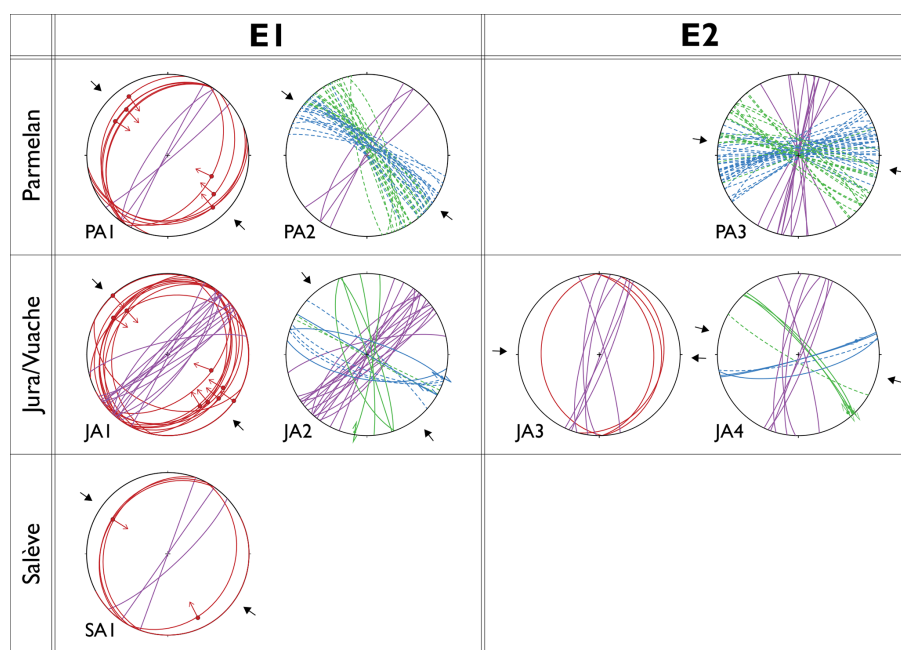 E1 E2
Parmelan
PA1 PA2 PA3
Jura/Vuache
JA1 JA2 JA3 JA4
Salève
SA1